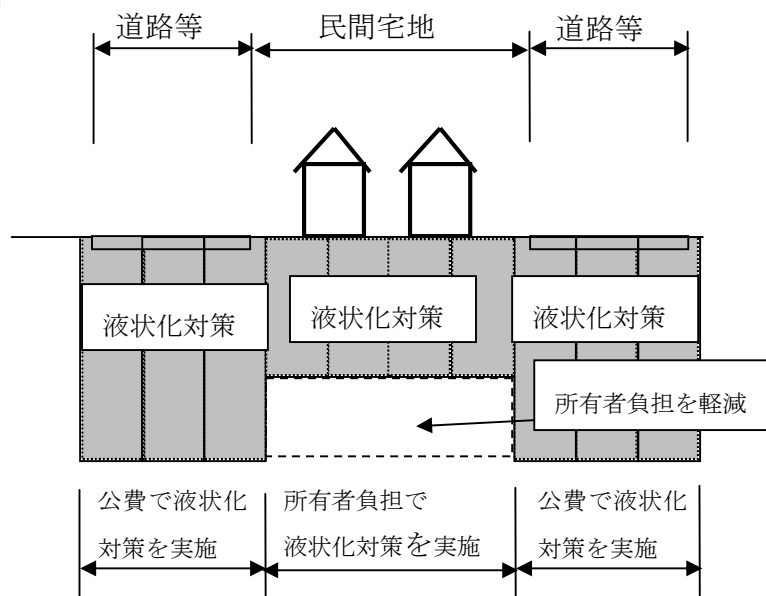 道路等
民間宅地
道路等
液状化対策
液状化対策
液状化対策
所有者負担を軽減
公費で液状化
対策を実施
所有者負担で
液状化対策を実施
公費で液状化
対策を実施